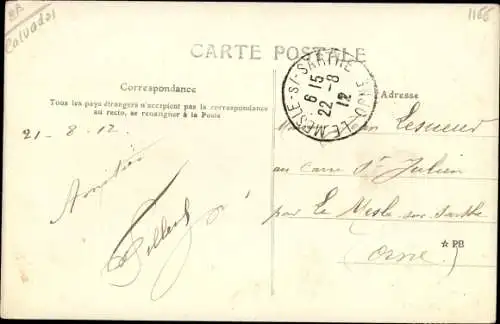 8A
Calvados
1166
CARTE POSTALE
Correspondance
Tous les pays étrangers n'acceptent pas la correspondance
au recto, se renseigner à la Poste
LE MESLE-S/-SARTHE ORNE
6 15
22 -8
12
Adresse
21-8-12
Amitiés
Lesueur
au Carre St Julien
par Le Mesle sur Sarthe
(Orne)
★ PB